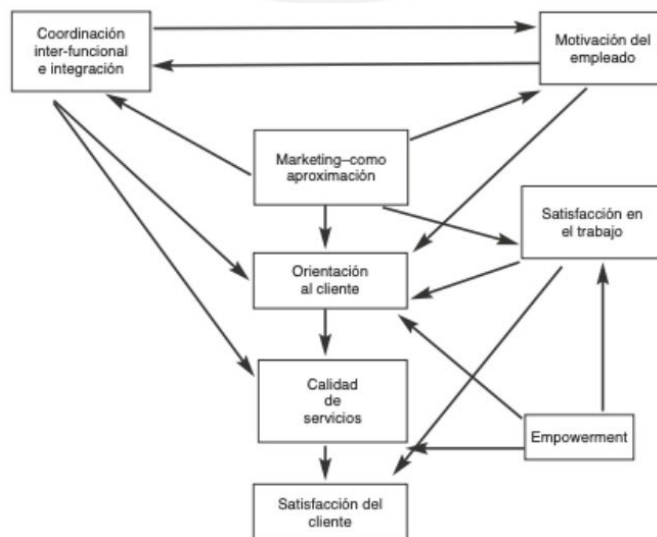 Coordinación
inter-funcional
e integración
Motivación del
empleado
Marketing–como
aproximación
Satisfacción en
el trabajo
Orientación
al cliente
Calidad
de
servicios
Empowerment
Satisfacción del
cliente